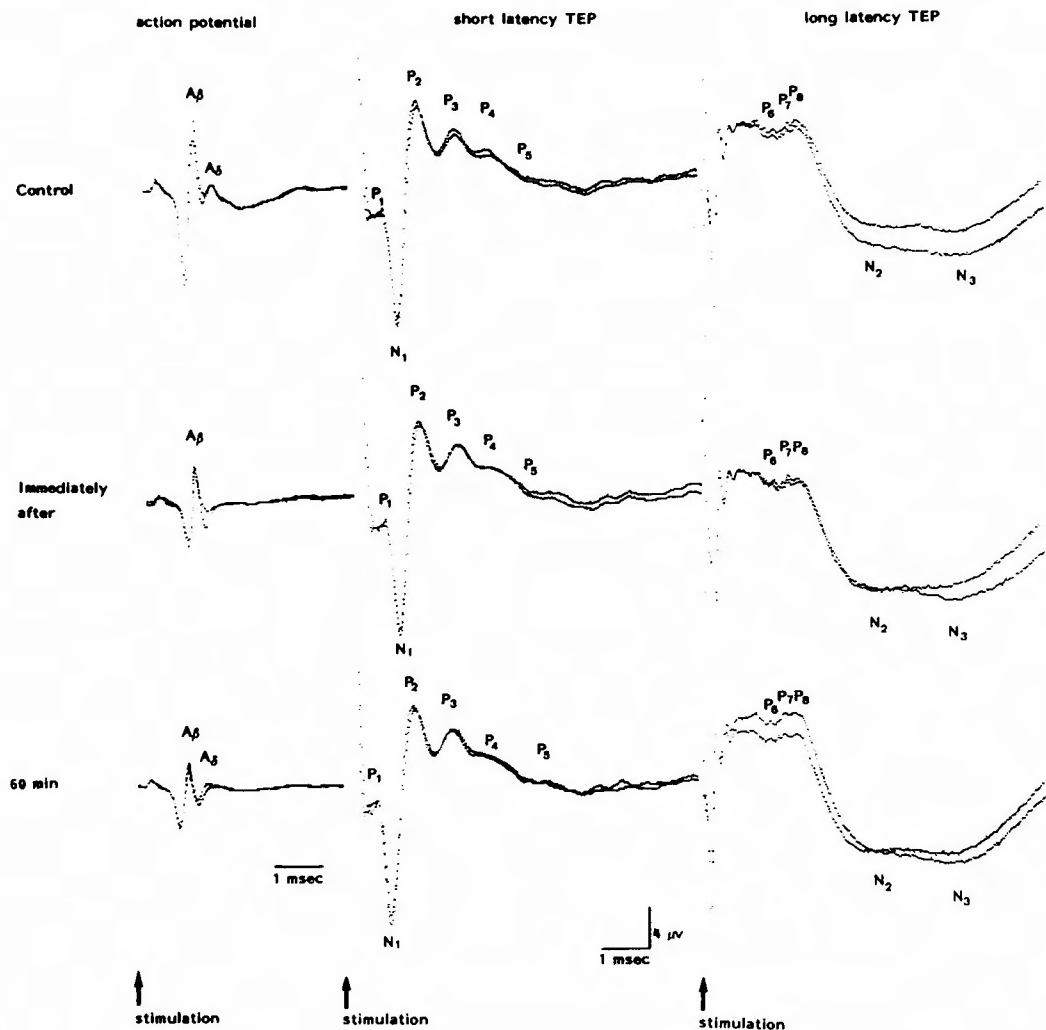 action potential short latency TEP long latency TEP
Aβ P2 P3 P4 P6 P7 P8
Aδ P5
Control P1
N2 N3
N1
P2
Aβ P3 P4 P6 P7 P8
P5
Immediately after P1
N2 N3
N1
P2 P3 P6 P7 P8
Aβ Aδ P4 P5
60 min P1
1 msec N2 N3
N1 4 μv
1 msec
stimulation stimulation stimulation